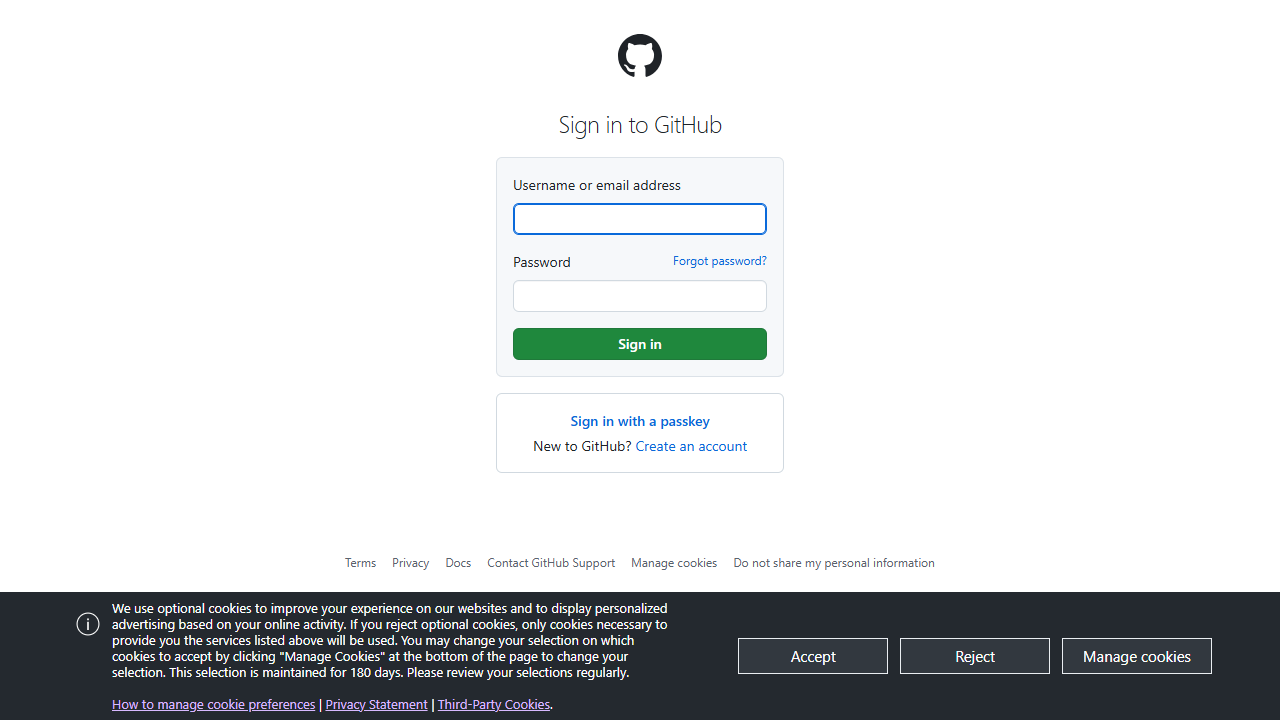 Sign in to GitHub
Username or email address
Password
Forgot password?
Sign in
Sign in with a passkey
New to GitHub? Create an account
Terms Privacy Docs Contact GitHub Support Manage cookies Do not share my personal information
We use optional cookies to improve your experience on our websites and to display personalized
advertising based on your online activity. If you reject optional cookies, only cookies necessary to
provide you the services listed above will be used. You may change your selection on which
cookies to accept by clicking "Manage Cookies" at the bottom of the page to change your
selection. This selection is maintained for 180 days. Please review your selections regularly.
How to manage cookie preferences | Privacy Statement | Third-Party Cookies.
Accept
Reject
Manage cookies